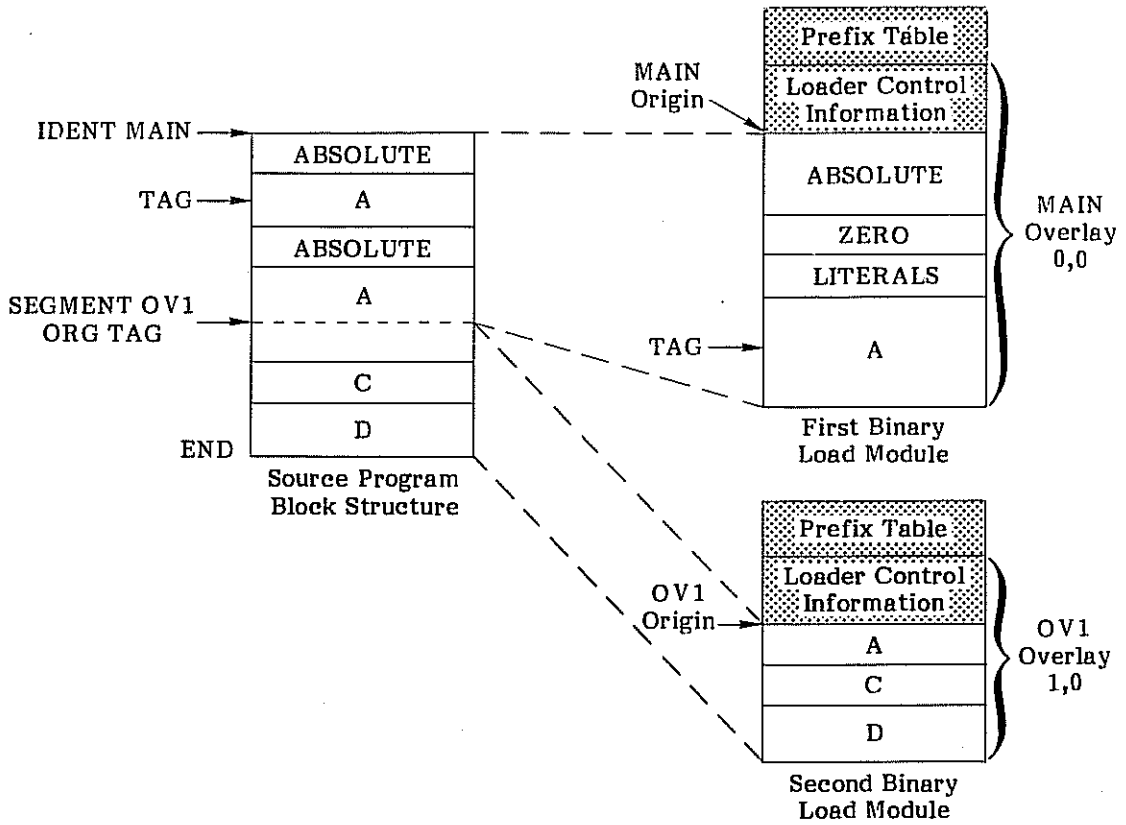 IDENT MAIN
ABSOLUTE
TAG
A
ABSOLUTE
A
SEGMENT OV1
ORG TAG
C
D
END
Source Program
Block Structure
Prefix Table
MAIN
Origin
Loader Control
Information
ABSOLUTE
ZERO
LITERALS
TAG
A
MAIN
Overlay
0,0
First Binary
Load Module
Prefix Table
Loader Control
Information
OV1
Origin
A
C
D
OV1
Overlay
1,0
Second Binary
Load Module